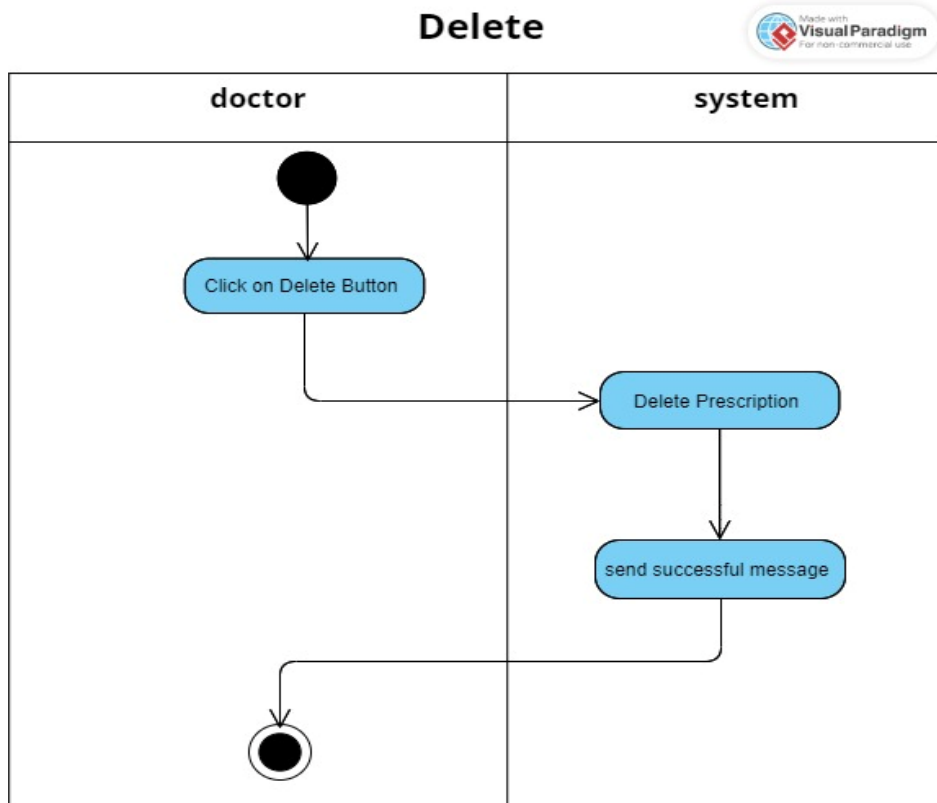 Delete
Made with
Visual Paradigm
For non-commercial use
doctor
system
Click on Delete Button
Delete Prescription
send successful message